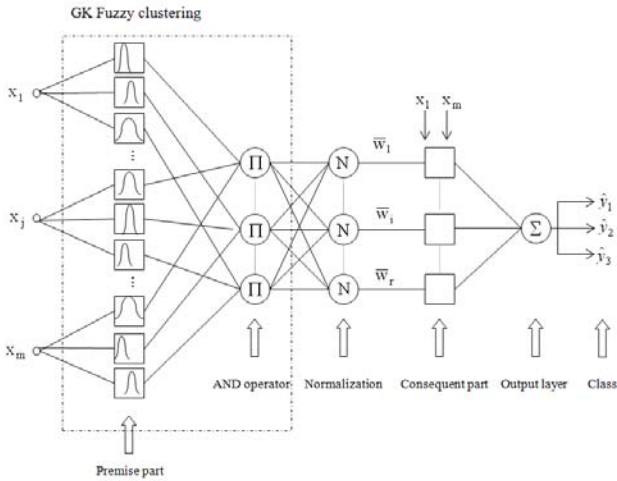 GK Fuzzy clustering
x1 xm
x1
w̅1
Π N
...
xj
w̅i ŷ1
Π N Σ ŷ2
w̅r ŷ3
Π N
...
xm
AND operator Normalization Consequent part Output layer Class
Premise part